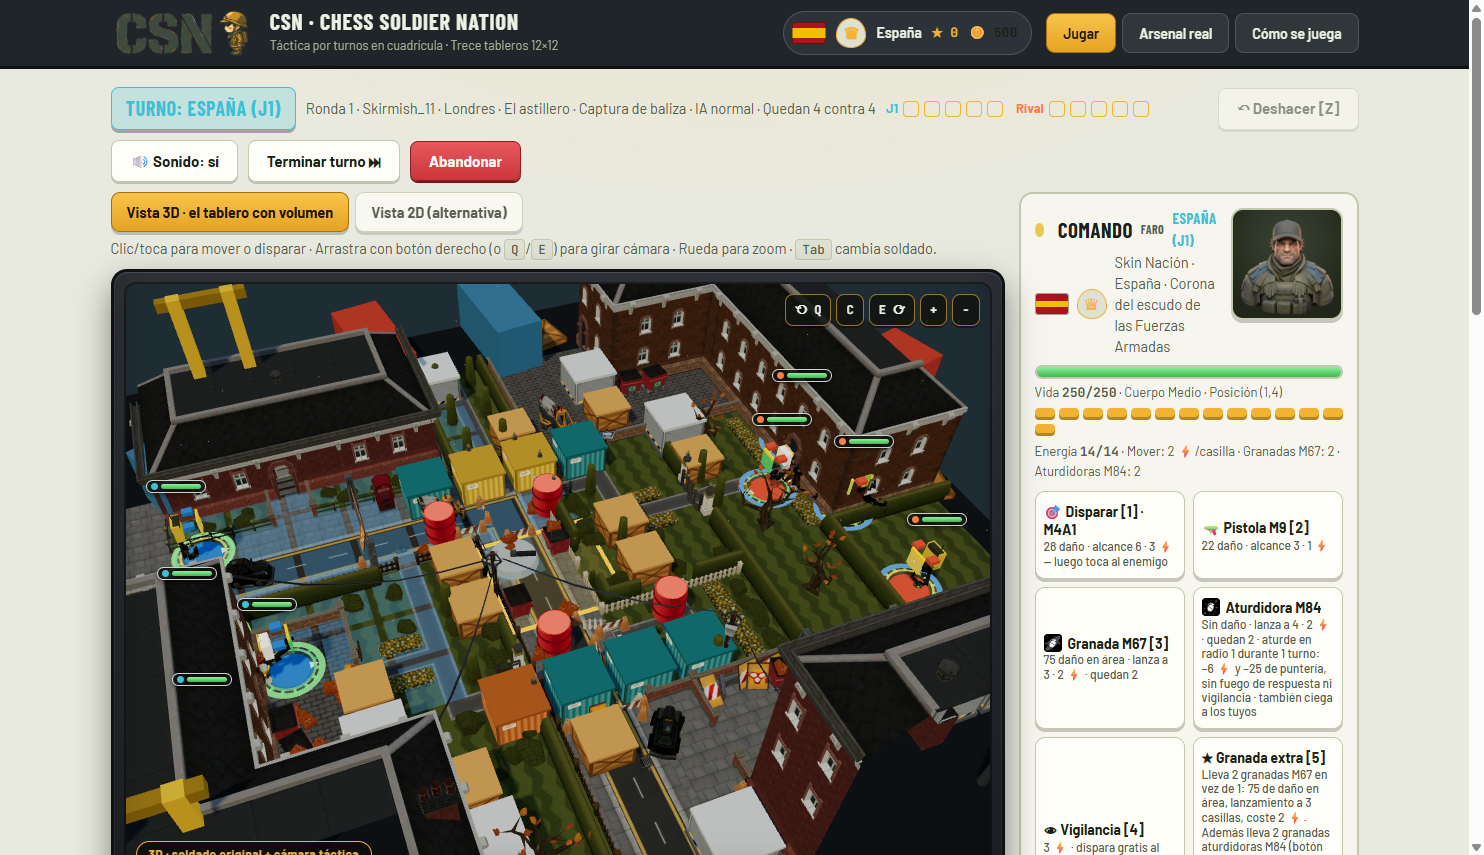 CSN
CSN · CHESS SOLDIER NATION
Táctica por turnos en cuadrícula · Trece tableros 12×12
España ★ 0 500
Jugar
Arsenal real
Cómo se juega
TURNO: ESPAÑA (J1)
Ronda 1 · Skirmish_11 · Londres · El astillero · Captura de baliza · IA normal · Quedan 4 contra 4
J1
Rival
Deshacer [Z]
Sonido: sí
Terminar turno
Abandonar
Vista 3D · el tablero con volumen
Vista 2D (alternativa)
Clic/toca para mover o disparar · Arrastra con botón derecho (o Q / E ) para girar cámara · Rueda para zoom · Tab cambia soldado.
Q
C
E
+
-
3D · soldado original + cámara táctica
COMANDO FARO ESPAÑA
(J1)
Skin Nación ·
España · Corona
del escudo de
las Fuerzas
Armadas
Vida 250/250 · Cuerpo Medio · Posición (1,4)
Energía 14/14 · Mover: 2 ⚡/casilla · Granadas M67: 2 ·
Aturdidoras M84: 2
Disparar [1] ·
M4A1
28 daño · alcance 6 · 3 ⚡
— luego toca al enemigo
Pistola M9 [2]
22 daño · alcance 3 · 1 ⚡
Granada M67 [3]
75 daño en área · lanza a
3 · 2 ⚡ · quedan 2
Aturdidora M84
Sin daño · lanza a 4 · 2 ⚡
· quedan 2 · aturde en
radio 1 durante 1 turno:
−6 ⚡ y −25 de puntería,
sin fuego de respuesta ni
vigilancia · también ciega
a los tuyos
Vigilancia [4]
3 ⚡ · dispara gratis al
★ Granada extra [5]
Lleva 2 granadas M67 en
vez de 1: 75 de daño en
área, lanzamiento a 3
casillas, coste 2 ⚡.
Además lleva 2 granadas
aturdidoras M84 (botón